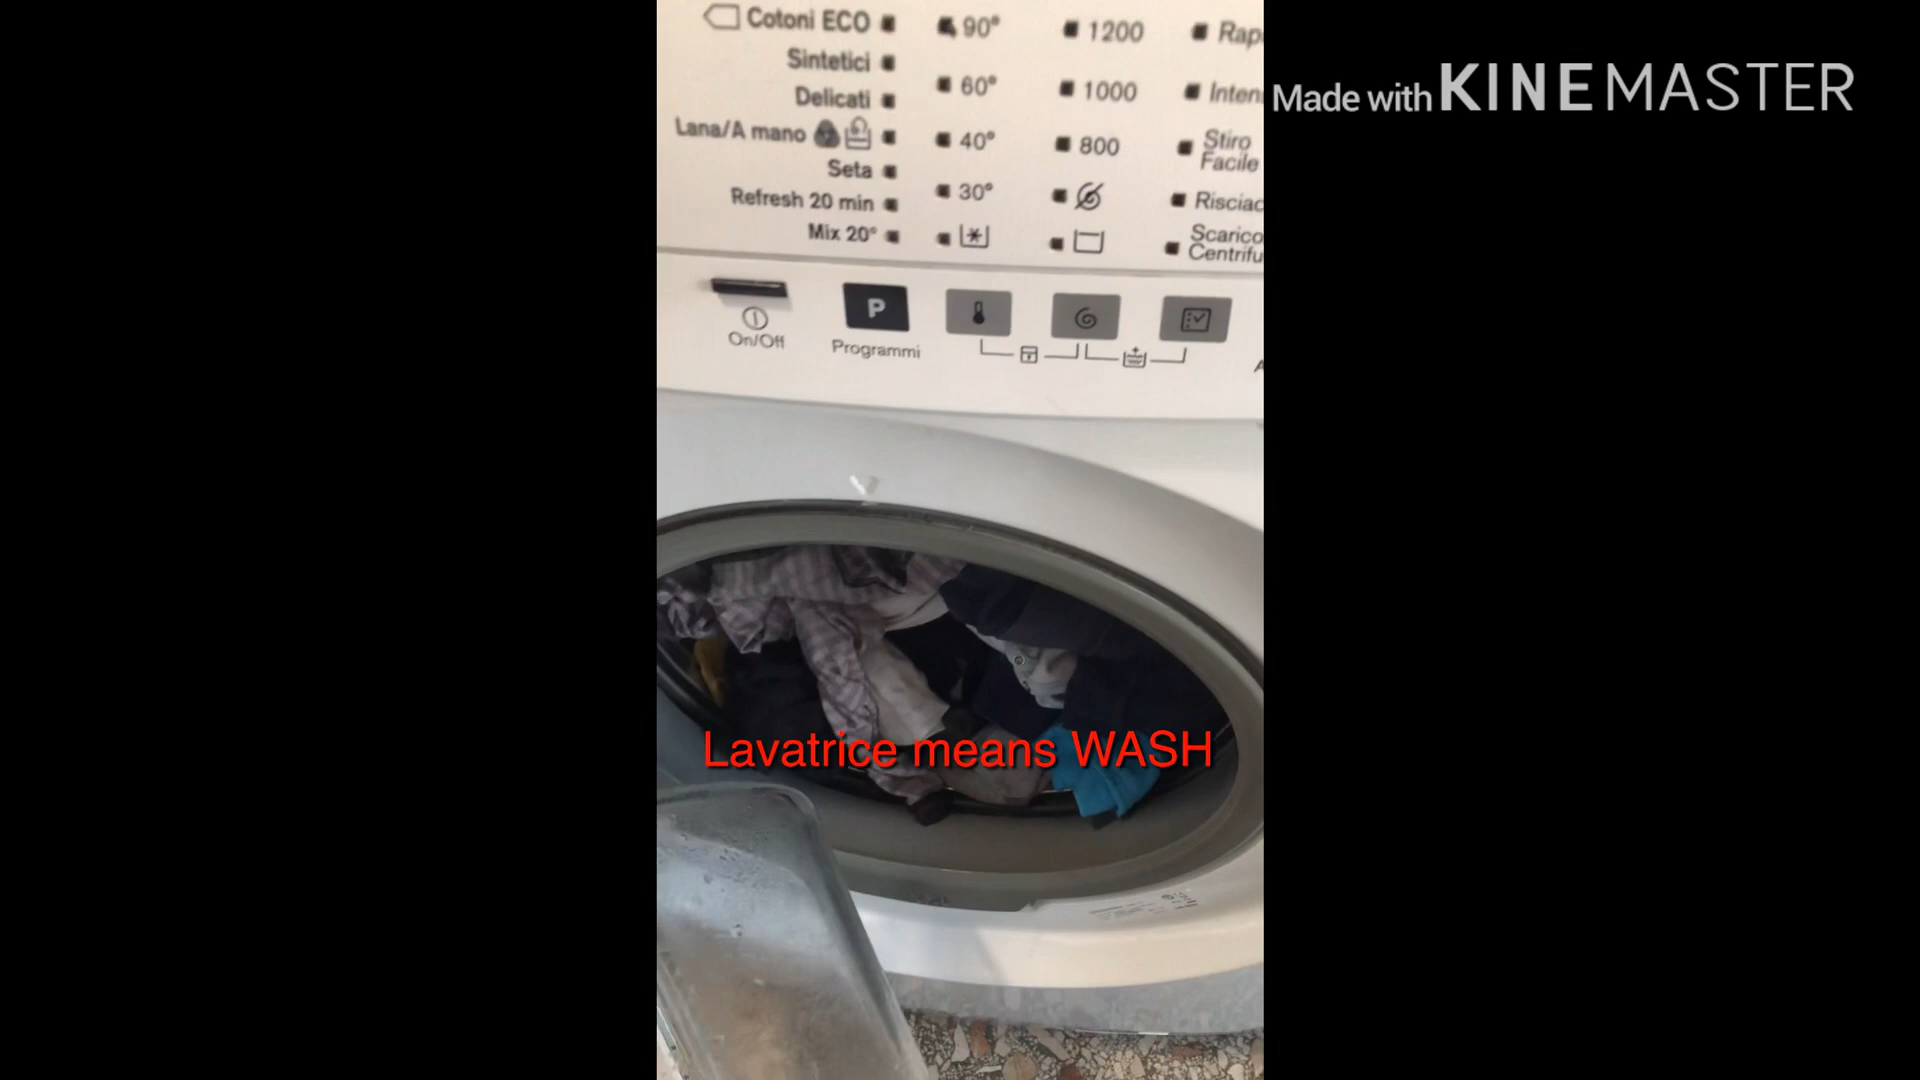 Cotoni ECO
Sintetici
Delicati
Lana/A mano
Seta
Refresh 20 min
Mix 20°
90°
60°
40°
30°
1200
1000
800
Stiro
Facile
Scarico
On/Off
P
Programmi
Lavatrice means WASH
Made with KINEMASTER